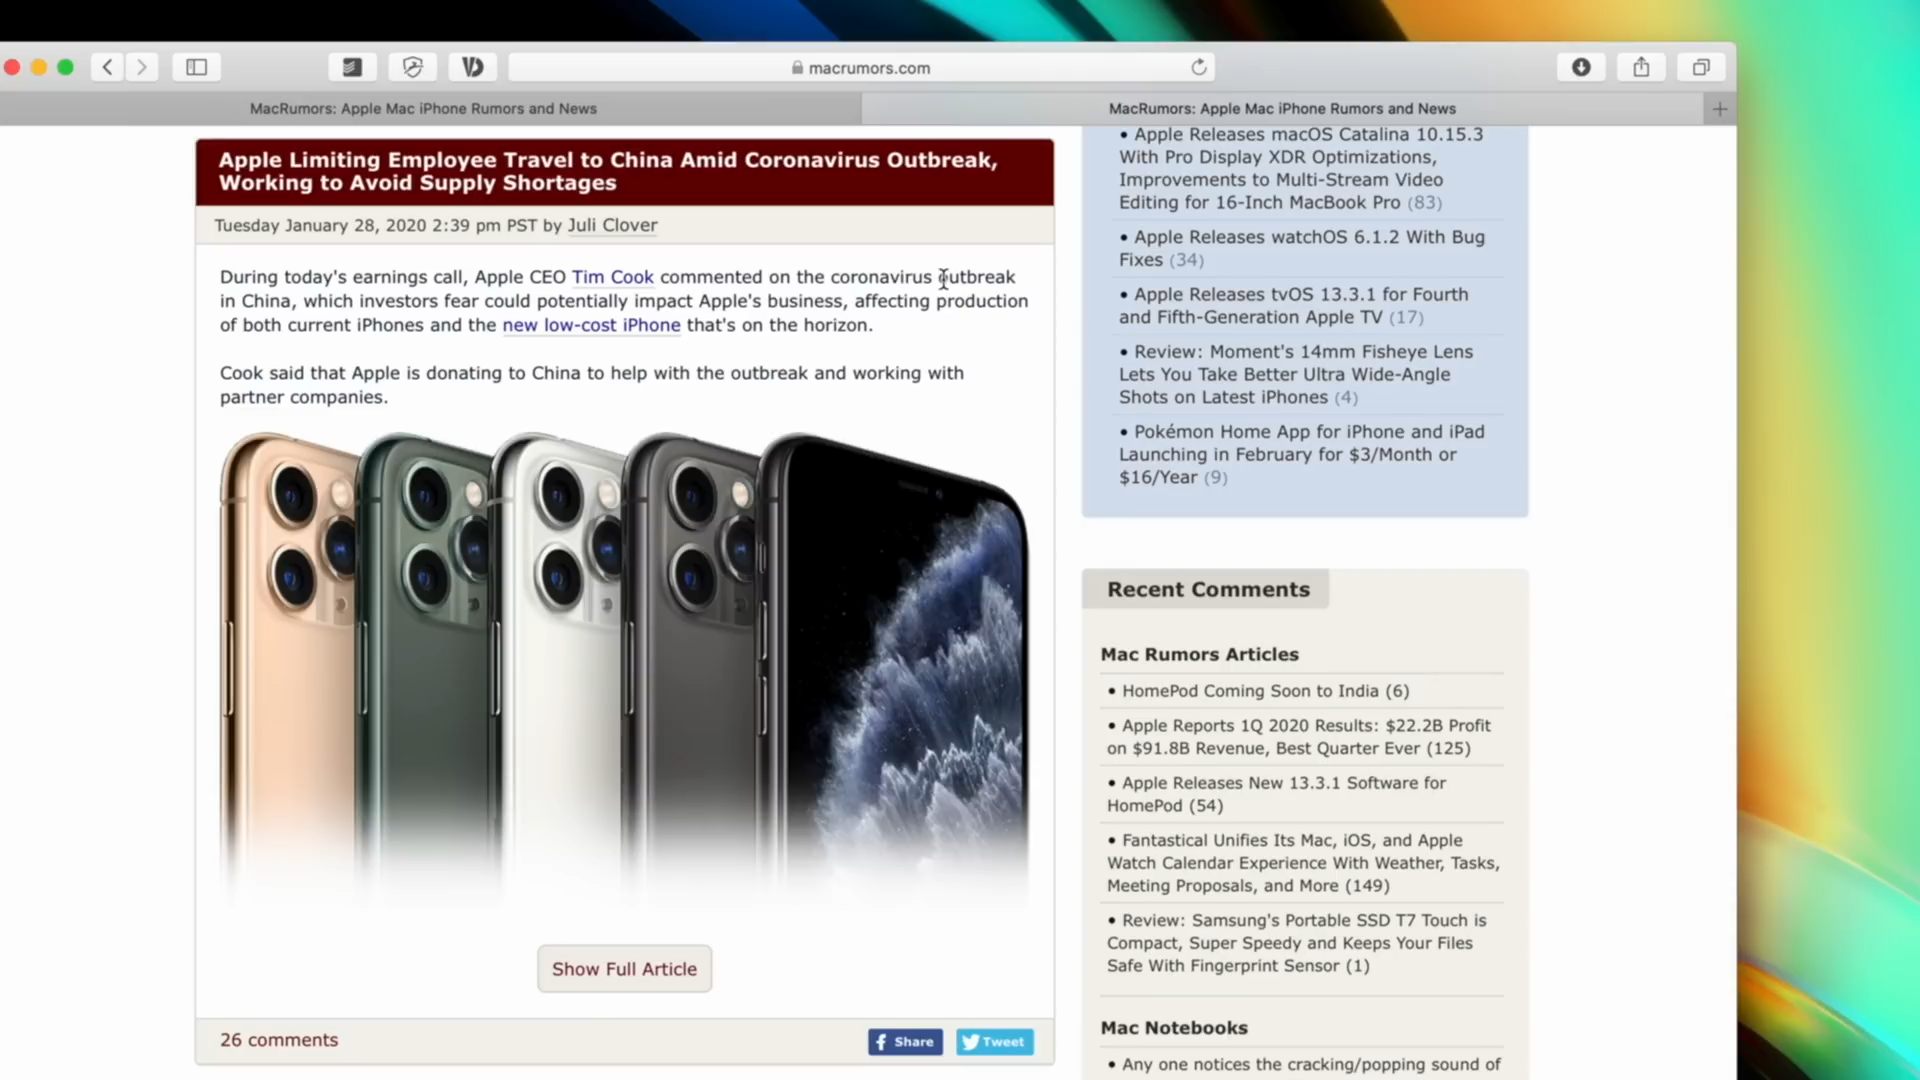 macrumors.com
MacRumors: Apple Mac iPhone Rumors and News
MacRumors: Apple Mac iPhone Rumors and News
Apple Limiting Employee Travel to China Amid Coronavirus Outbreak,
Working to Avoid Supply Shortages
Tuesday January 28, 2020 2:39 pm PST by Juli Clover
During today's earnings call, Apple CEO Tim Cook commented on the coronavirus outbreak
in China, which investors fear could potentially impact Apple's business, affecting production
of both current iPhones and the new low-cost iPhone that's on the horizon.
Cook said that Apple is donating to China to help with the outbreak and working with
partner companies.
Show Full Article
26 comments
Share
Tweet
• Apple Releases macOS Catalina 10.15.3
With Pro Display XDR Optimizations,
Improvements to Multi-Stream Video
Editing for 16-Inch MacBook Pro (83)
• Apple Releases watchOS 6.1.2 With Bug
Fixes (34)
• Apple Releases tvOS 13.3.1 for Fourth
and Fifth-Generation Apple TV (17)
• Review: Moment's 14mm Fisheye Lens
Lets You Take Better Ultra Wide-Angle
Shots on Latest iPhones (4)
• Pokémon Home App for iPhone and iPad
Launching in February for $3/Month or
$16/Year (9)
Recent Comments
Mac Rumors Articles
• HomePod Coming Soon to India (6)
• Apple Reports 1Q 2020 Results: $22.2B Profit
on $91.8B Revenue, Best Quarter Ever (125)
• Apple Releases New 13.3.1 Software for
HomePod (54)
• Fantastical Unifies Its Mac, iOS, and Apple
Watch Calendar Experience With Weather, Tasks,
Meeting Proposals, and More (149)
• Review: Samsung's Portable SSD T7 Touch is
Compact, Super Speedy and Keeps Your Files
Safe With Fingerprint Sensor (1)
Mac Notebooks
• Any one notices the cracking/popping sound of